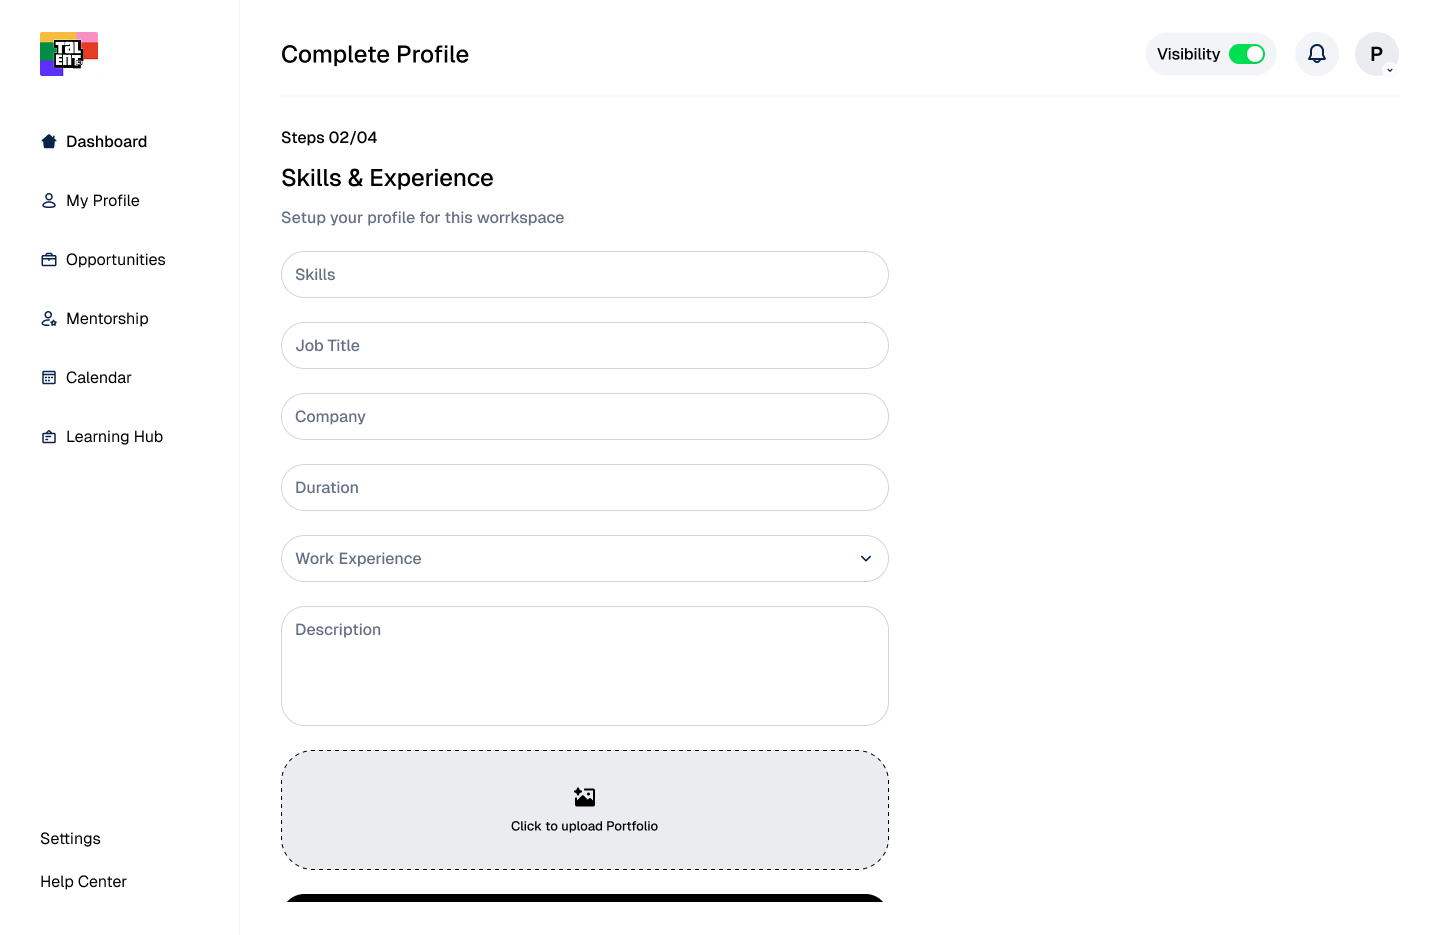 TaL
ENT
Dashboard
My Profile
Opportunities
Mentorship
Calendar
Learning Hub
Settings
Help Center
Complete Profile
Visibility
P
Steps 02/04
Skills & Experience
Setup your profile for this worrkspace
Skills
Job Title
Company
Duration
Work Experience
Description
Click to upload Portfolio